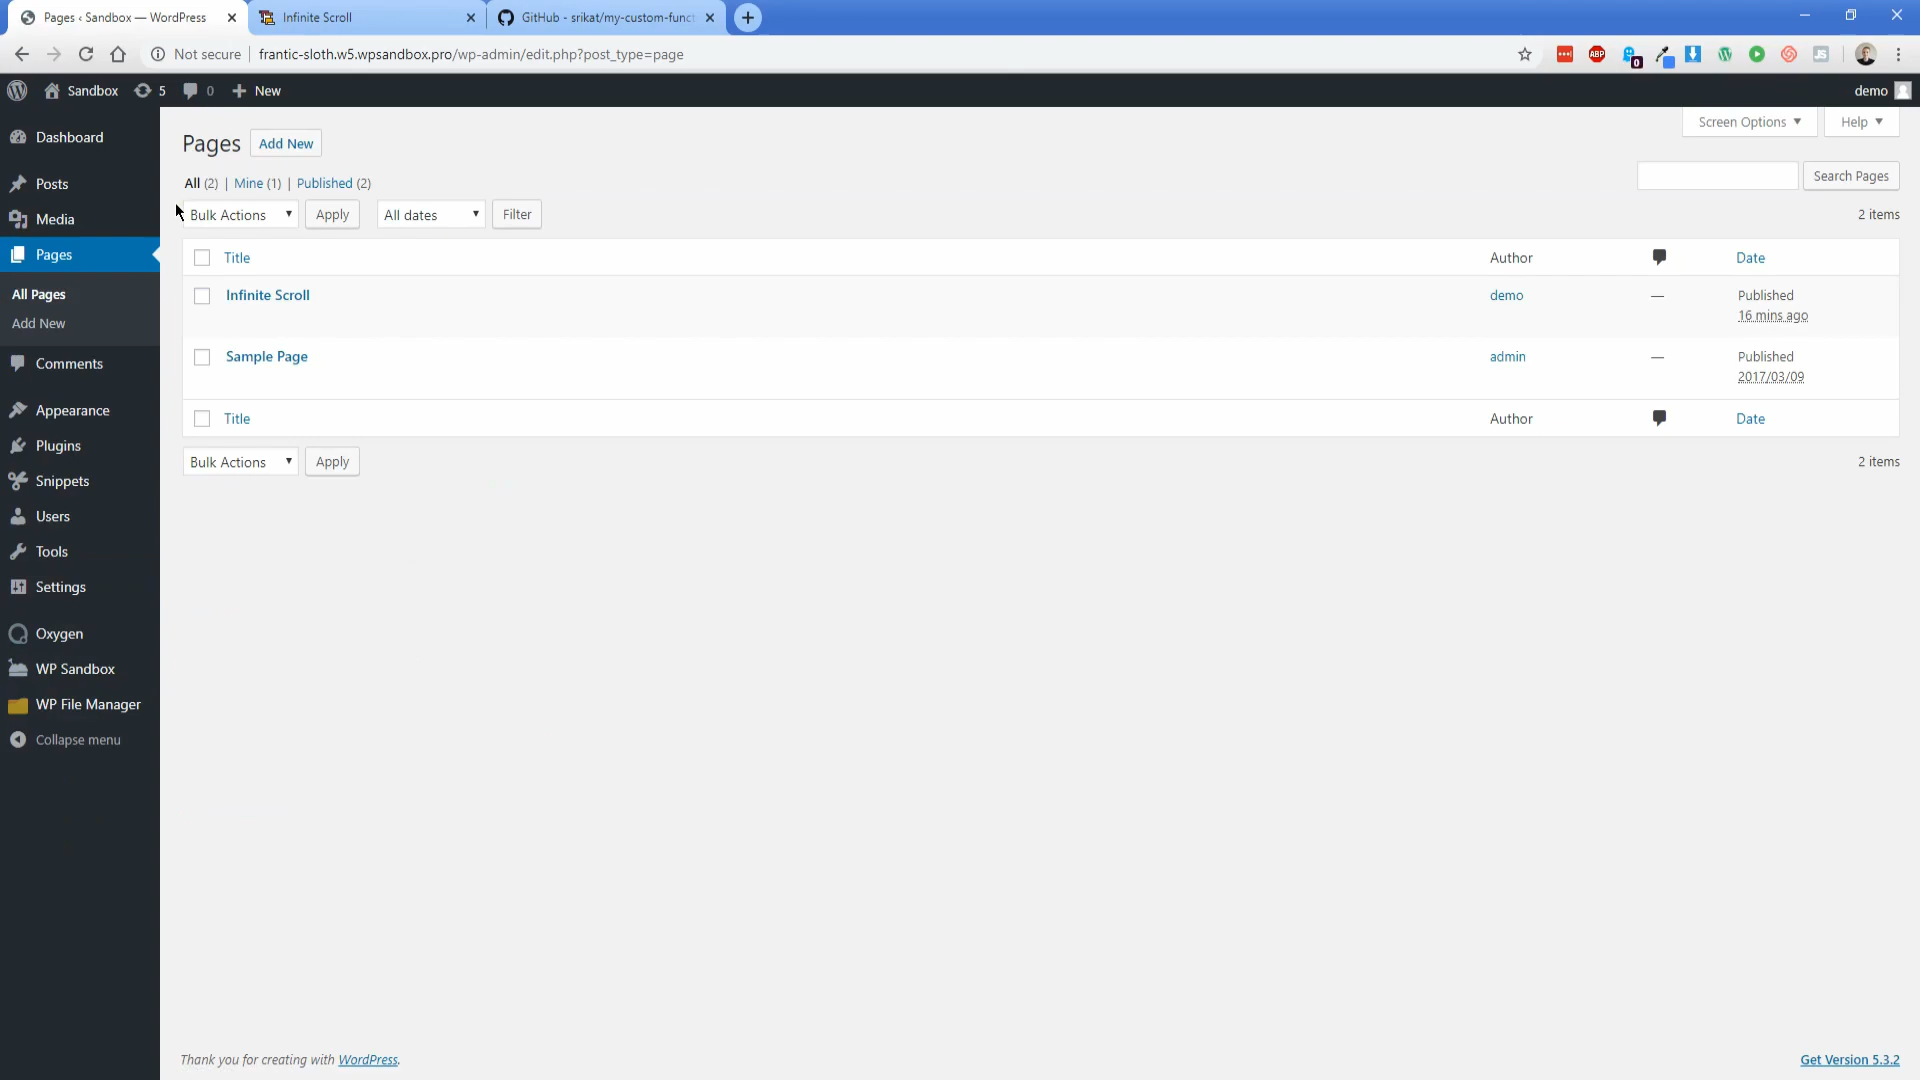 Pages ‹ Sandbox — WordPress
Infinite Scroll
GitHub - srikat/my-custom-funct
Not secure
frantic-sloth.w5.wpsandbox.pro/wp-admin/edit.php?post_type=page
ABP
0
JS
Sandbox
5
0
New
demo
Dashboard
Posts
Media
Pages
All Pages
Add New
Comments
Appearance
Plugins
Snippets
Users
Tools
Settings
Oxygen
WP Sandbox
WP File Manager
Collapse menu
Screen Options
Help
Pages Add New
All (2) | Mine (1) | Published (2)
Search Pages
Bulk Actions Apply All dates Filter 2 items
Title Author Date
Infinite Scroll demo — Published
16 mins ago
Sample Page admin — Published
2017/03/09
Title Author Date
Bulk Actions Apply 2 items
Thank you for creating with WordPress. Get Version 5.3.2